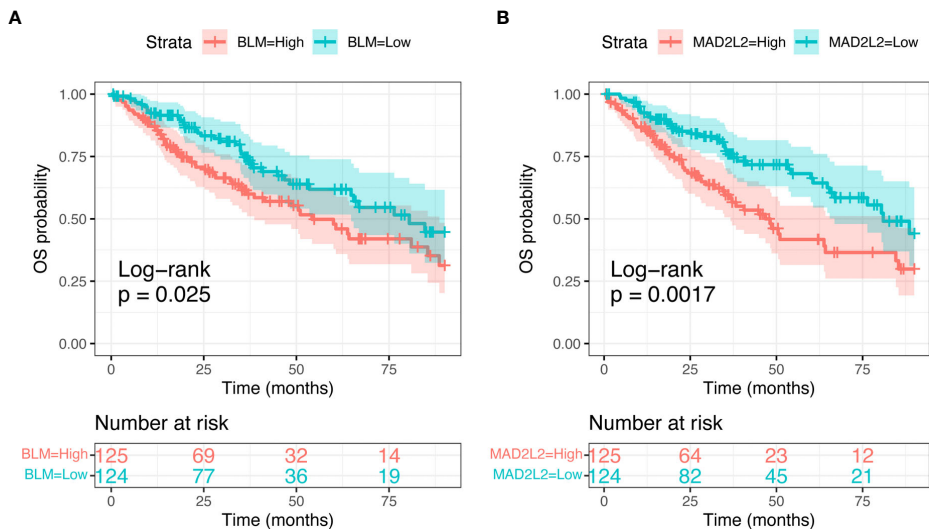 A
Strata BLM=High BLM=Low
1.00
0.75
0.50
0.25
0.00
OS probability
Log-rank
p = 0.025
0 25 50 75
Time (months)
Number at risk
BLM=High 125 69 32 14
BLM=Low 124 77 36 19
0 25 50 75
Time (months)
B
Strata MAD2L2=High MAD2L2=Low
1.00
0.75
0.50
0.25
0.00
OS probability
Log-rank
p = 0.0017
0 25 50 75
Time (months)
Number at risk
MAD2L2=High 125 64 23 12
MAD2L2=Low 124 82 45 21
0 25 50 75
Time (months)